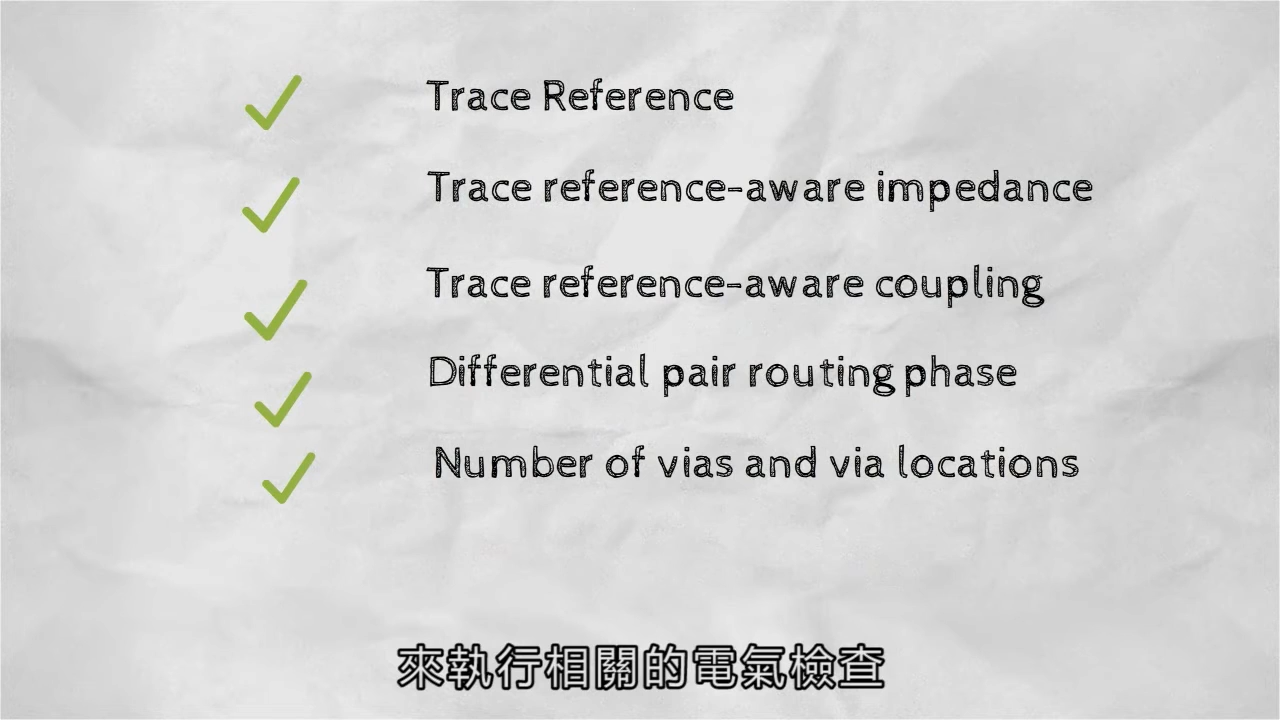 Trace Reference
Trace reference-aware impedance
Trace reference-aware coupling
Differential pair routing phase
Number of vias and via locations
來執行相關的電氣檢查